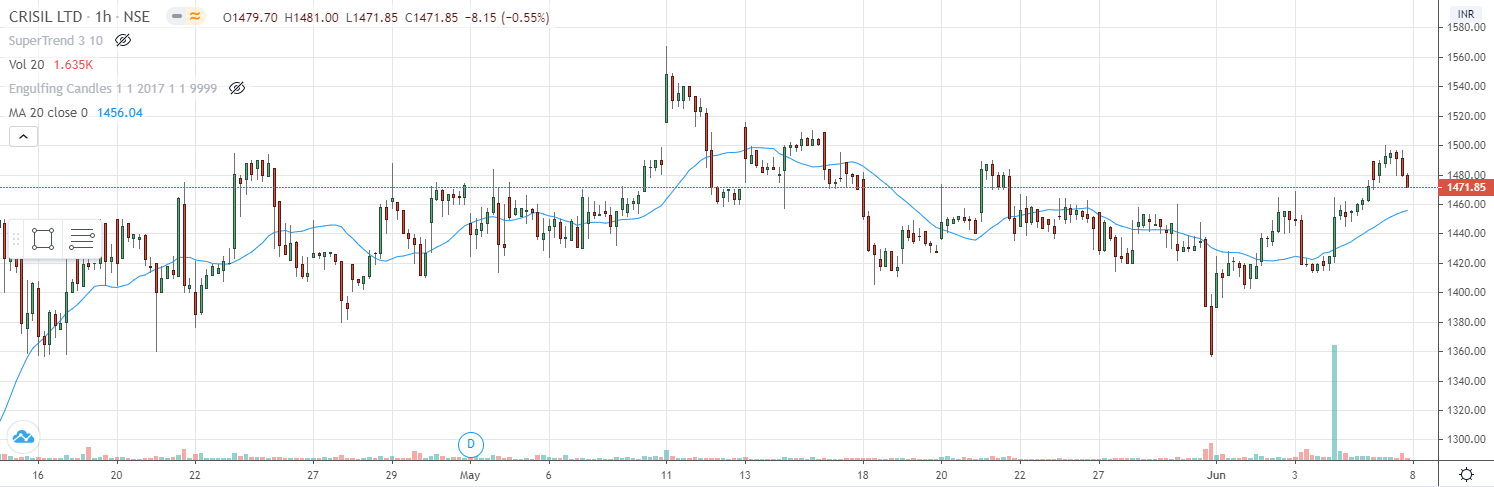 CRISIL LTD · 1h · NSE O1479.70 H1481.00 L1471.85 C1471.85 −8.15 (−0.55%)
SuperTrend 3 10
Vol 20 1.635K
Engulfing Candles 1 1 2017 1 1 9999
MA 20 close 0 1456.04
INR
1580.00
1560.00
1540.00
1520.00
1500.00
1480.00
1471.85
1460.00
1440.00
1420.00
1400.00
1380.00
1360.00
1340.00
1320.00
1300.00
D
16 20 22 27 29 May 6 11 13 18 20 22 27 Jun 3 8